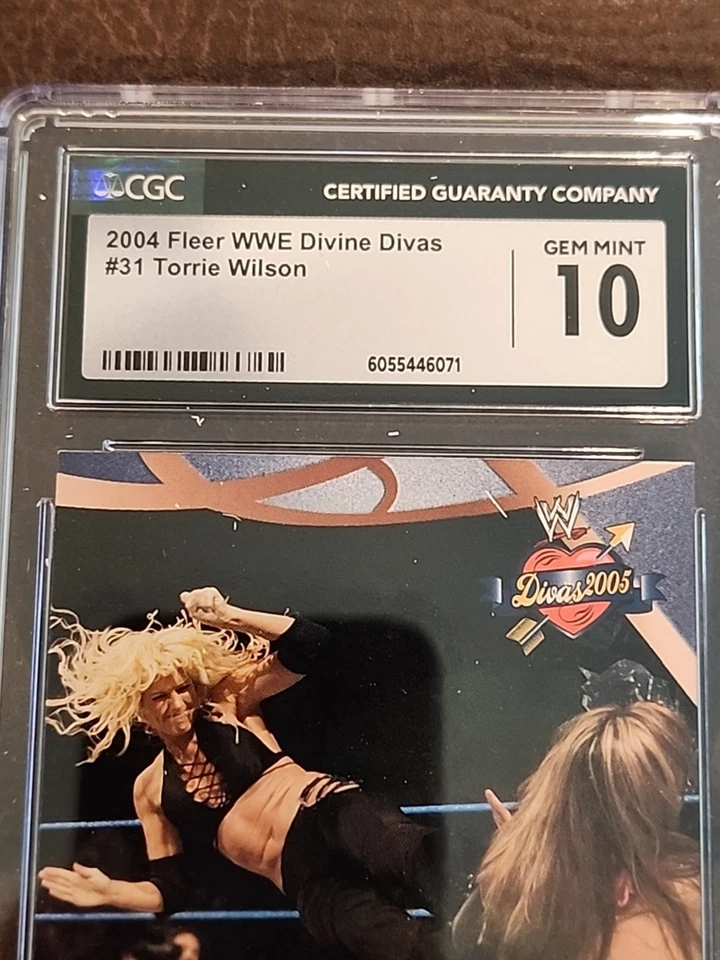 CGC
CERTIFIED GUARANTY COMPANY
2004 Fleer WWE Divine Divas
#31 Torrie Wilson
GEM MINT
10
6055446071
W
Divas2005